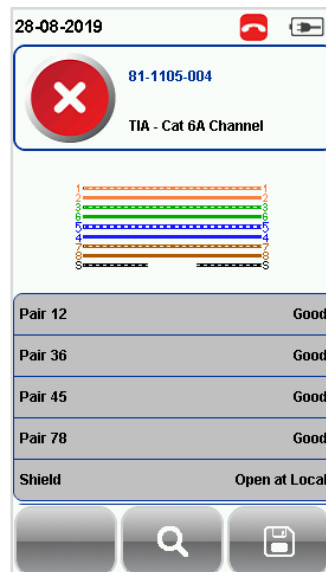 28-08-2019
81-1105-004
TIA - Cat 6A Channel
1 1
2 2
3 3
6 6
5 5
4 4
7 7
8 8
S S
Pair 12 Good
Pair 36 Good
Pair 45 Good
Pair 78 Good
Shield Open at Local